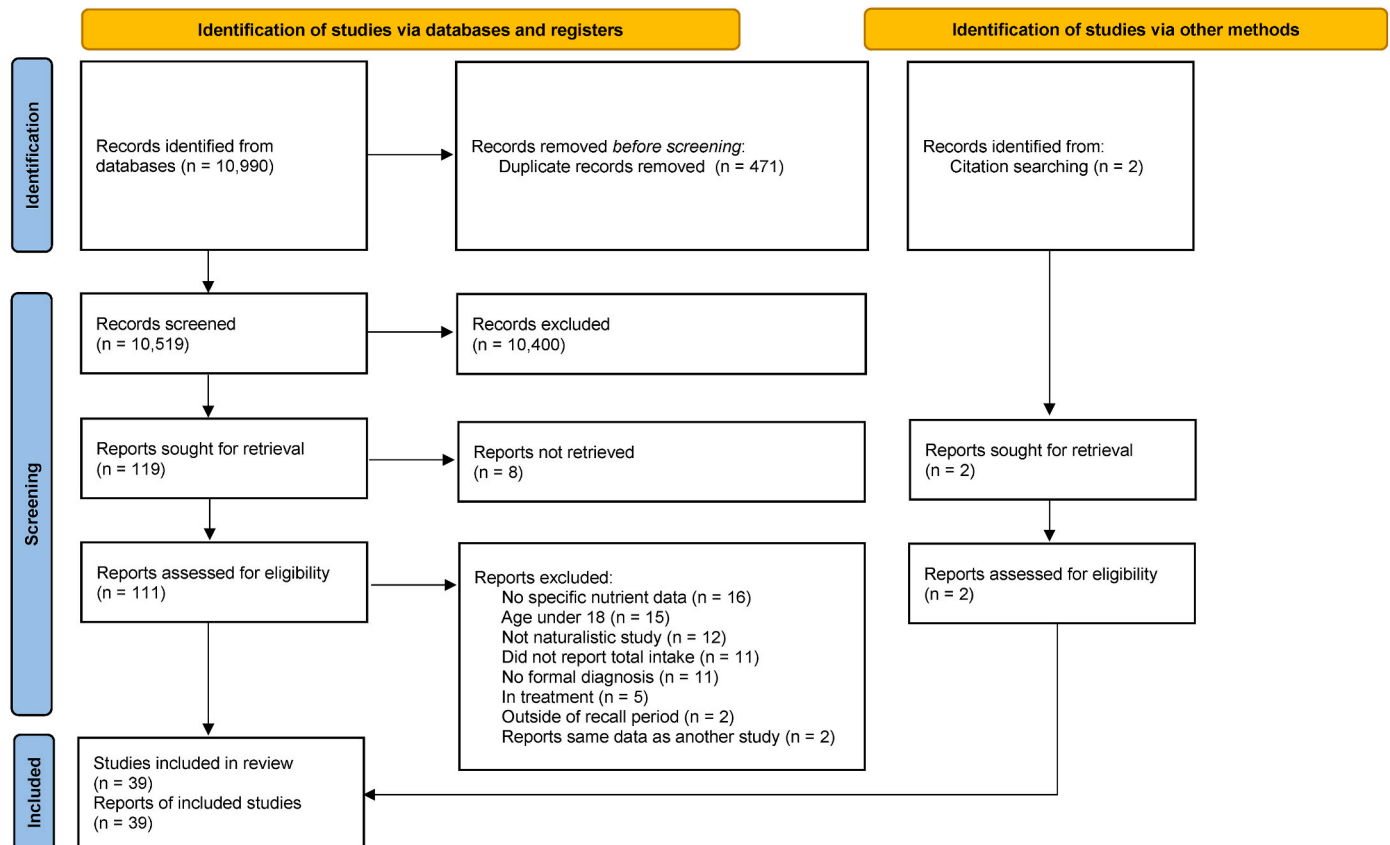 Identification of studies via databases and registers
Identification of studies via other methods
Identification
Records identified from
databases (n = 10,990)
Records removed before screening:
Duplicate records removed (n = 471)
Records identified from:
Citation searching (n = 2)
Screening
Records screened
(n = 10,519)
Records excluded
(n = 10,400)
Reports sought for retrieval
(n = 119)
Reports not retrieved
(n = 8)
Reports sought for retrieval
(n = 2)
Reports assessed for eligibility
(n = 111)
Reports excluded:
No specific nutrient data (n = 16)
Age under 18 (n = 15)
Not naturalistic study (n = 12)
Did not report total intake (n = 11)
No formal diagnosis (n = 11)
In treatment (n = 5)
Outside of recall period (n = 2)
Reports same data as another study (n = 2)
Reports assessed for eligibility
(n = 2)
Included
Studies included in review
(n = 39)
Reports of included studies
(n = 39)